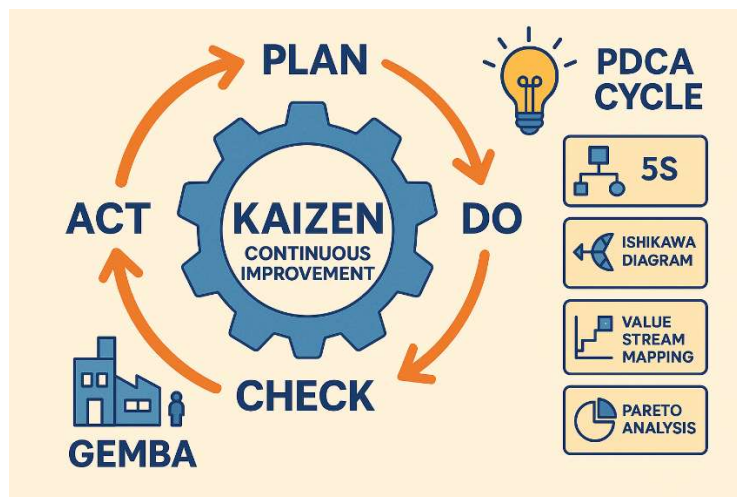 PLAN
DO
CHECK
ACT
KAIZEN
CONTINUOUS
IMPROVEMENT
GEMBA
PDCA
CYCLE
5S
ISHIKAWA
DIAGRAM
VALUE
STREAM
MAPPING
PARETO
ANALYSIS